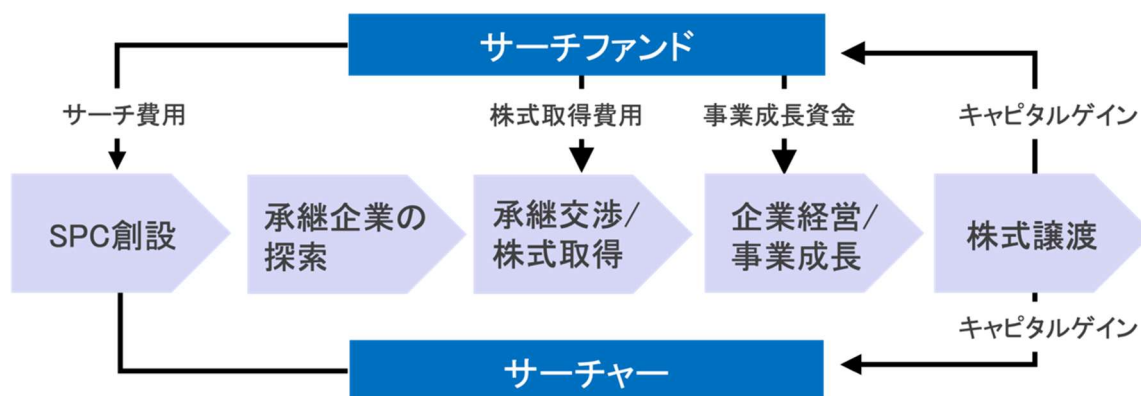 サーチファンド
サーチ費用
株式取得費用
事業成長資金
キャピタルゲイン
SPC創設
承継企業の
探索
承継交渉/
株式取得
企業経営/
事業成長
株式譲渡
キャピタルゲイン
サーチャー